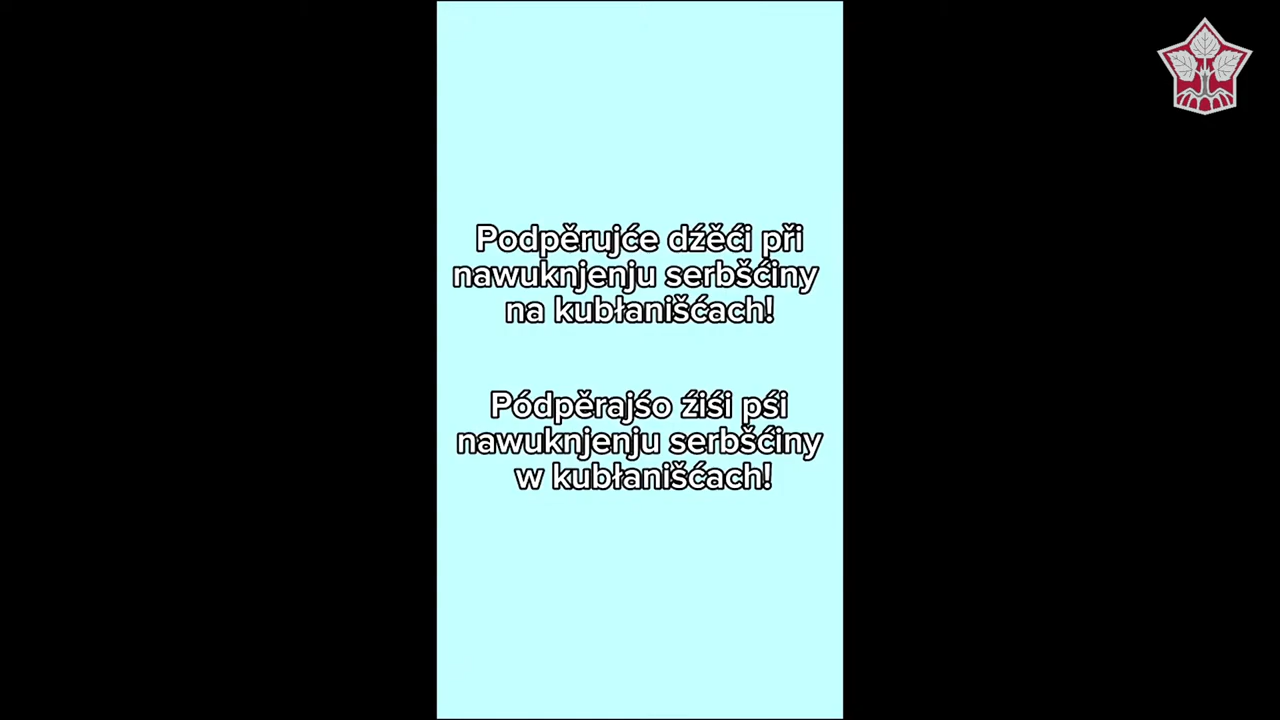 Podpěrujće dźěći při
nawuknjenju serbšćiny
na kubłanišćach!
Pódpěrajśo źiśi pśi
nawuknjenju serbšćiny
w kubłanišćach!